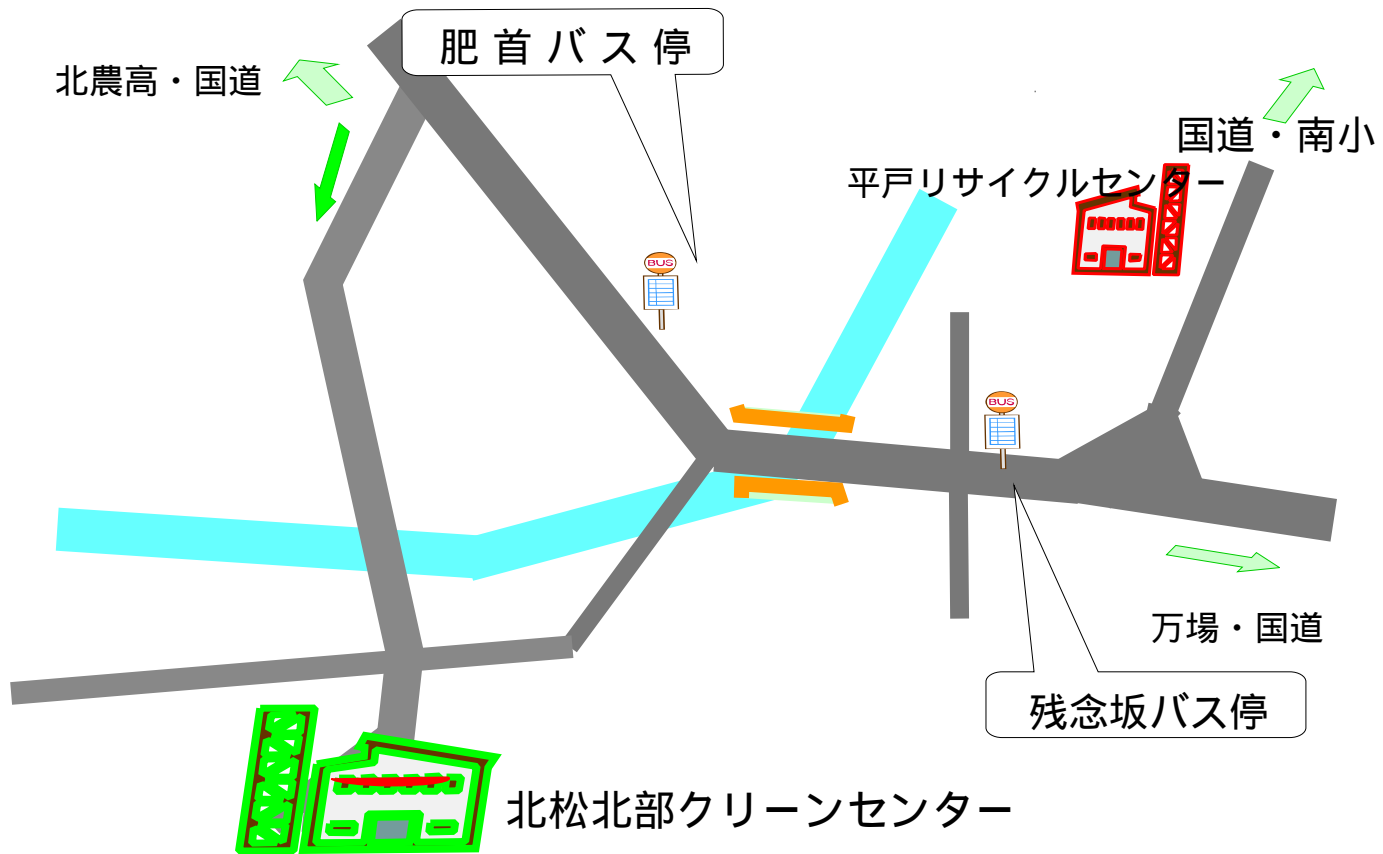 肥首バス停
北農高・国道
国道・南小
平戸リサイクルセンター
BUS
BUS
万場・国道
残念坂バス停
北松北部クリーンセンター